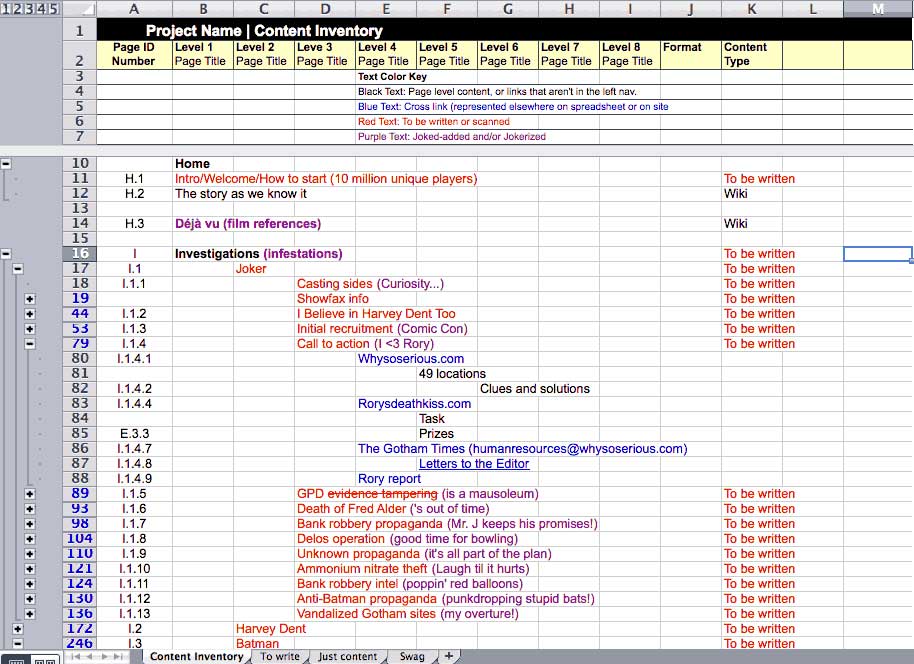 1 2 3 4 5 A B C D E F G H I J K L M
1 Project Name | Content Inventory
Page ID Level 1 Level 2 Leve 3 Level 4 Level 5 Level 6 Level 7 Level 8 Format Content
2 Number Page Title Page Title Page Title Page Title Page Title Page Title Page Title Page Title Type
3 Text Color Key
4 Black Text: Page level content, or links that aren't in the left nav.
5 Blue Text: Cross link (represented elsewhere on spreadsheet or on site
6 Red Text: To be written or scanned
7 Purple Text: Joked-added and/or Jokerized
10 Home
11 H.1 Intro/Welcome/How to start (10 million unique players) To be written
12 H.2 The story as we know it Wiki
13
14 H.3 Déjà vu (film references) Wiki
15
16 I Investigations (infestations) To be written
17 I.1 Joker To be written
18 I.1.1 Casting sides (Curiosity...) To be written
19 Showfax info To be written
44 I.1.2 I Believe in Harvey Dent Too To be written
53 I.1.3 Initial recruitment (Comic Con) To be written
79 I.1.4 Call to action (I <3 Rory) To be written
80 I.1.4.1 Whysoserious.com
81 49 locations
82 I.1.4.2 Clues and solutions
83 I.1.4.4 Rorysdeathkiss.com
84 Task
85 E.3.3 Prizes
86 I.1.4.7 The Gotham Times (humanresources@whysoserious.com)
87 I.1.4.8 Letters to the Editor
88 I.1.4.9 Rory report
89 I.1.5 GPD evidence tampering (is a mausoleum) To be written
93 I.1.6 Death of Fred Alder ('s out of time) To be written
98 I.1.7 Bank robbery propaganda (Mr. J keeps his promises!) To be written
104 I.1.8 Delos operation (good time for bowling) To be written
110 I.1.9 Unknown propaganda (it's all part of the plan) To be written
121 I.1.10 Ammonium nitrate theft (Laugh til it hurts) To be written
124 I.1.11 Bank robbery intel (poppin' red balloons) To be written
130 I.1.12 Anti-Batman propaganda (punkdropping stupid bats!) To be written
136 I.1.13 Vandalized Gotham sites (my overture!) To be written
172 I.2 Harvey Dent To be written
246 I.3 Batman To be written
Content Inventory To write Just content Swag +